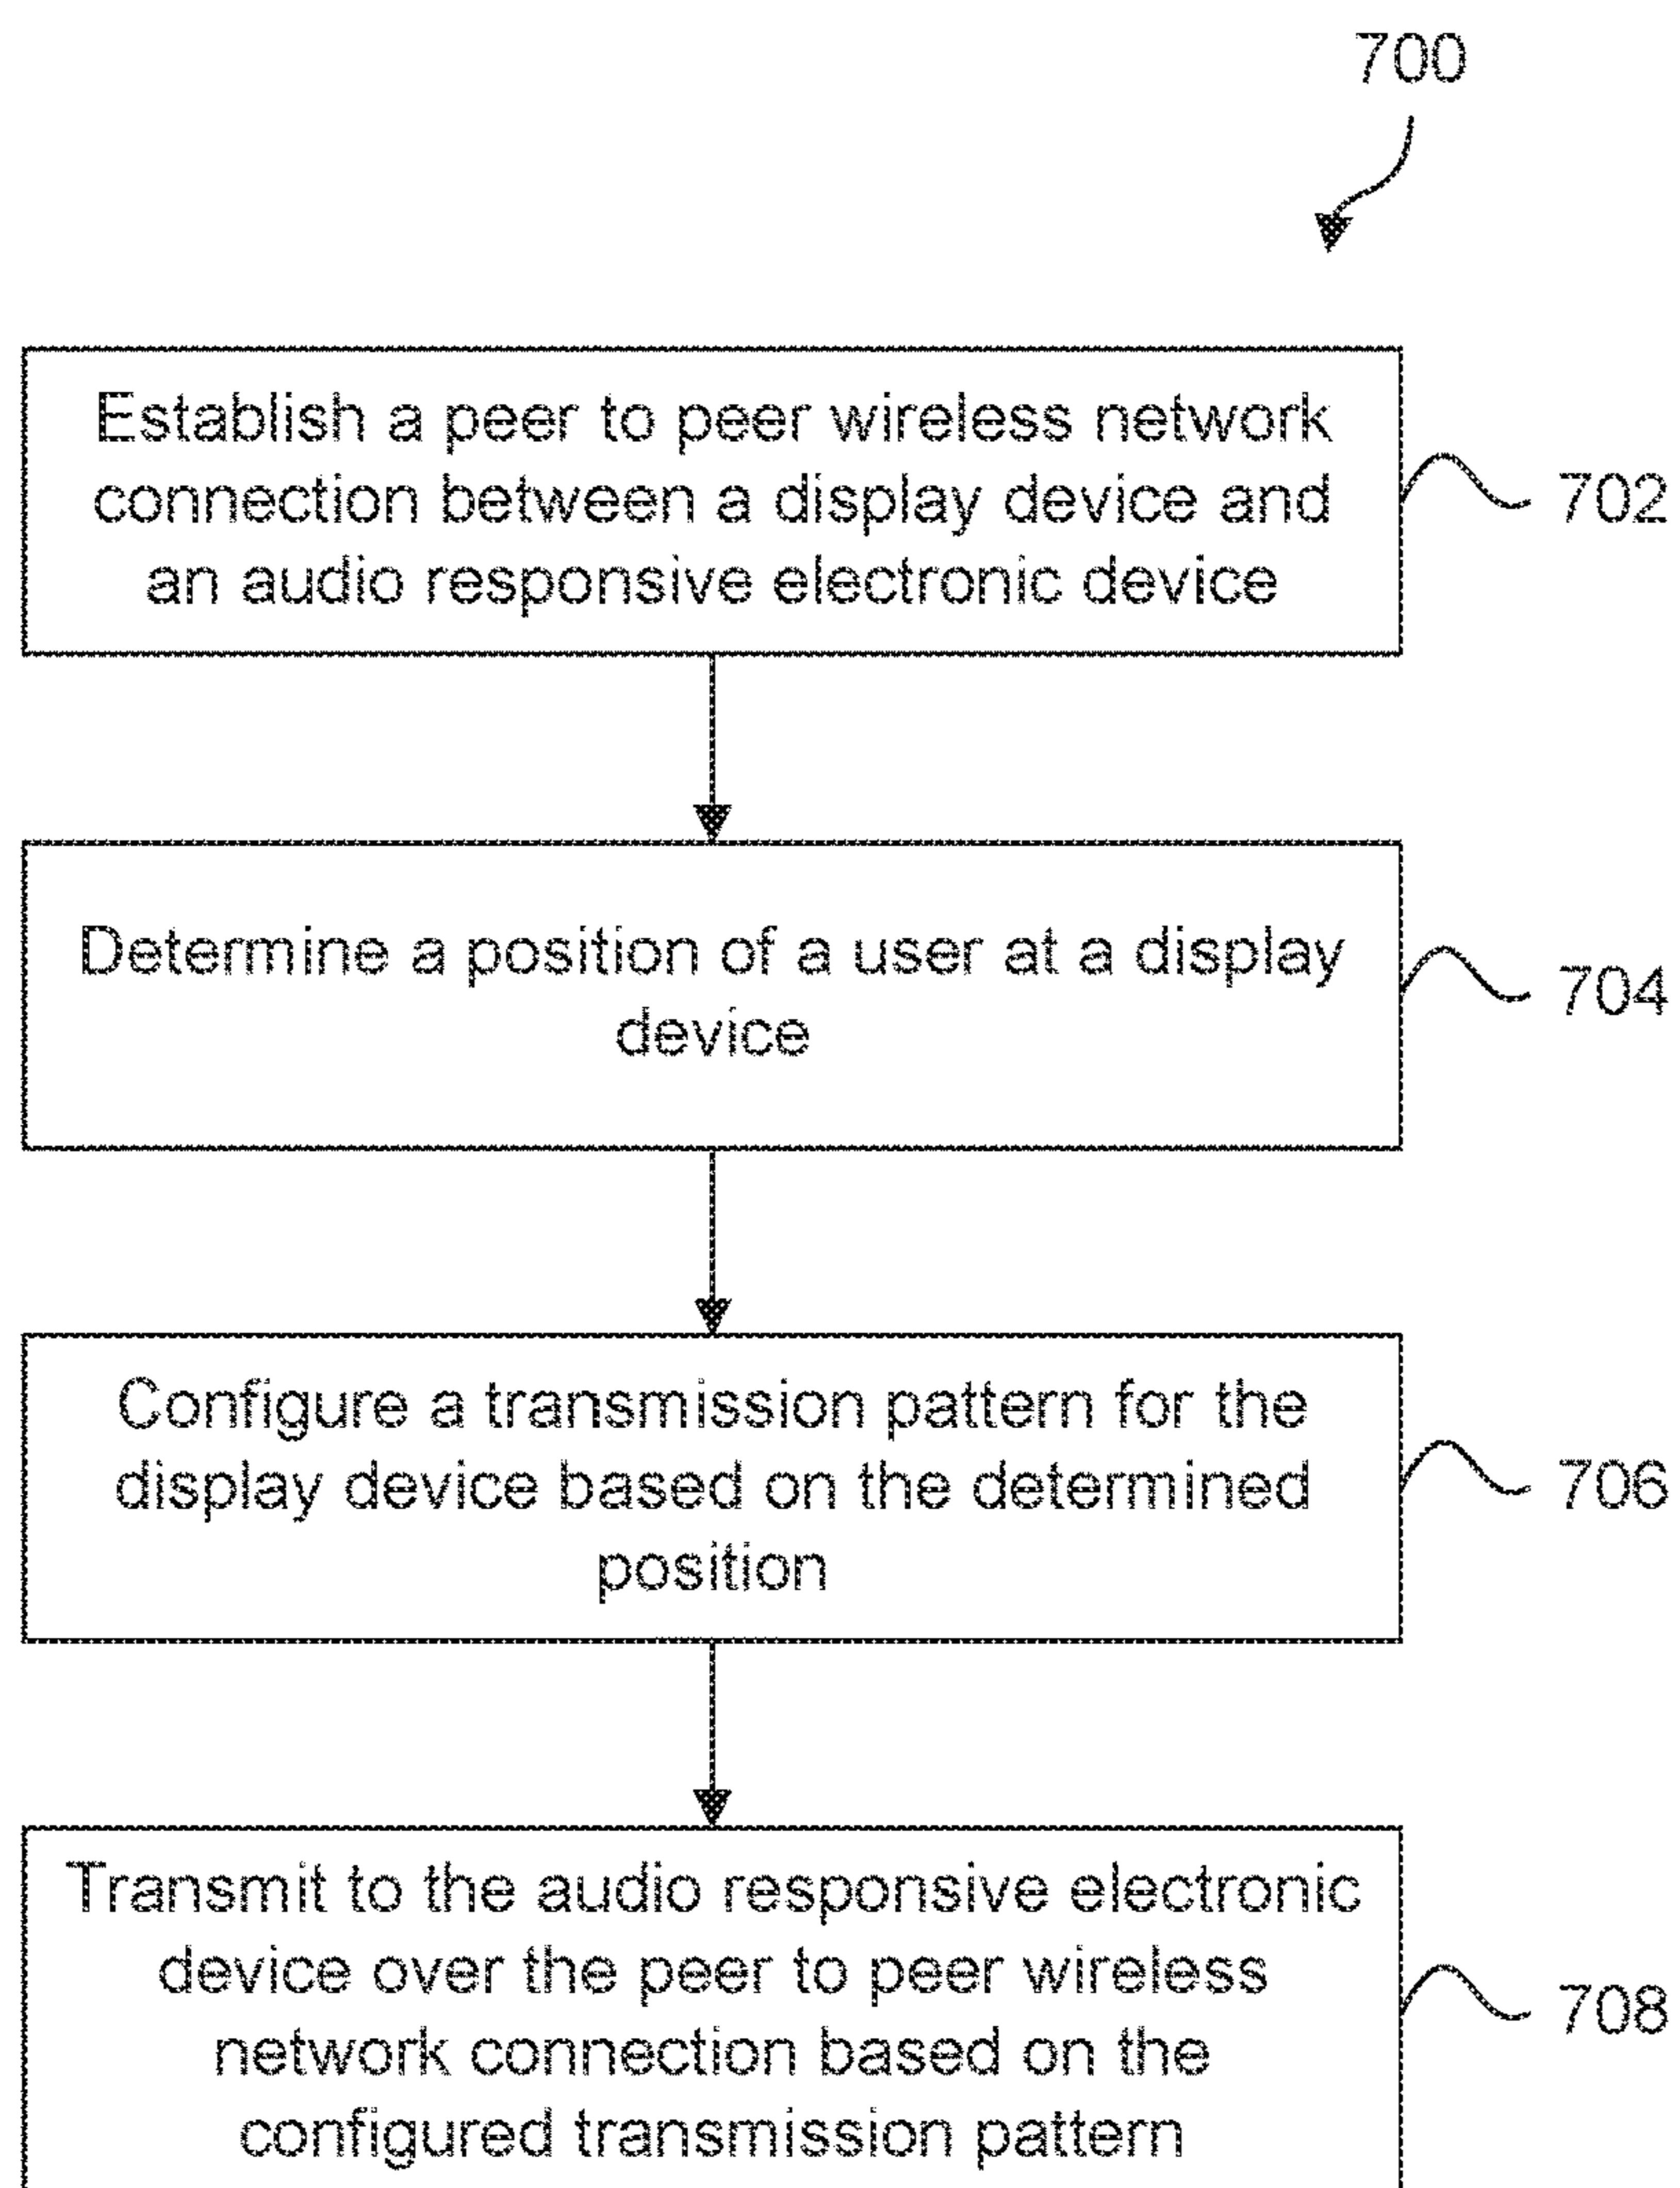 700
Establish a peer to peer wireless network
connection between a display device and
an audio responsive electronic device
702
Determine a position of a user at a display
device
704
Configure a transmission pattern for the
display device based on the determined
position
706
Transmit to the audio responsive electronic
device over the peer to peer wireless
network connection based on the
configured transmission pattern
708